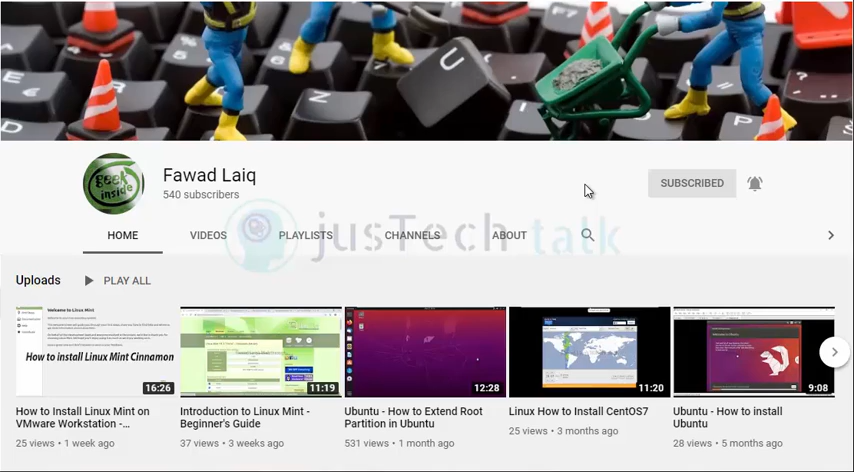 U
Z
D
geek
inside
Fawad Laiq
540 subscribers
SUBSCRIBED
HOME
VIDEOS
PLAYLISTS
CHANNELS
ABOUT
jusTech talk
Uploads
PLAY ALL
Welcome to Linux Mint
How to install Linux Mint Cinnamon
16:26
11:19
12:28
11:20
9:08
How to Install Linux Mint on
VMware Workstation -...
25 views • 1 week ago
Introduction to Linux Mint -
Beginner's Guide
37 views • 3 weeks ago
Ubuntu - How to Extend Root
Partition in Ubuntu
531 views • 1 month ago
Linux How to Install CentOS7
25 views • 3 months ago
Ubuntu - How to install
Ubuntu
28 views • 5 months ago